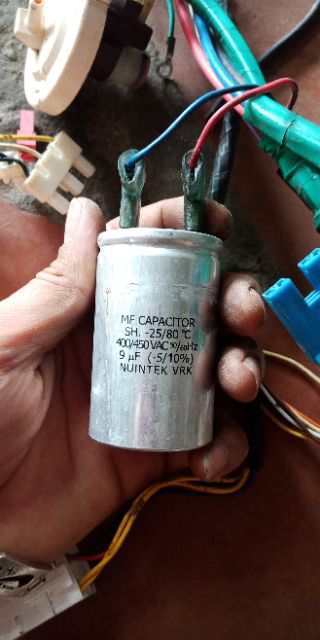 MF CAPACITOR
SH. -25/80 °C
400/450 VAC 50/60Hz
9 µF (-5/10%)
NUINTEK VRK